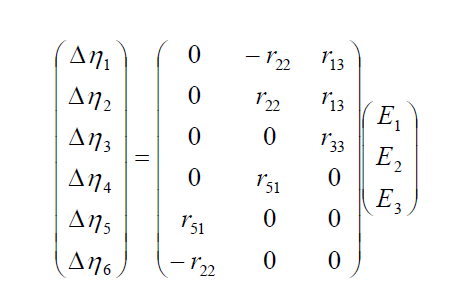 Δη₁ 0 −r₂₂ r₁₃
Δη₂ 0 r₂₂ r₁₃ E₁
Δη₃ 0 0 r₃₃
= E₂
Δη₄ 0 r₅₁ 0
E₃
Δη₅ r₅₁ 0 0
Δη₆ −r₂₂ 0 0